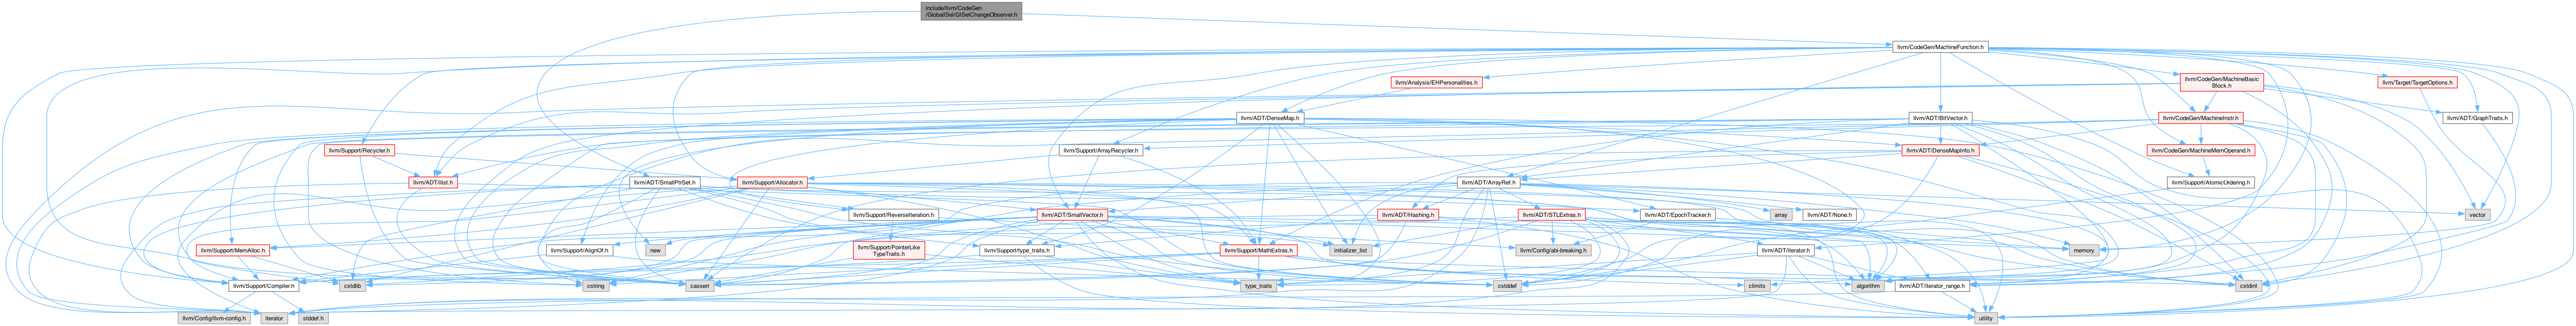 include/llvm/CodeGen
/GlobalISel/GISelChangeObserver.h
llvm/CodeGen/MachineFunction.h
llvm/Analysis/EHPersonalities.h
llvm/CodeGen/MachineBasic
Block.h
llvm/Target/TargetOptions.h
llvm/ADT/DenseMap.h
llvm/ADT/BitVector.h
llvm/CodeGen/MachineInstr.h
llvm/ADT/GraphTraits.h
llvm/Support/Recycler.h
llvm/Support/ArrayRecycler.h
llvm/ADT/DenseMapInfo.h
llvm/CodeGen/MachineMemOperand.h
llvm/ADT/ilist.h
llvm/ADT/SmallPtrSet.h
llvm/Support/Allocator.h
llvm/ADT/ArrayRef.h
llvm/Support/AtomicOrdering.h
llvm/Support/ReverseIteration.h
llvm/ADT/SmallVector.h
llvm/ADT/Hashing.h
llvm/ADT/STLExtras.h
llvm/ADT/EpochTracker.h
array
llvm/ADT/None.h
vector
llvm/Support/MemAlloc.h
llvm/Support/AlignOf.h
new
llvm/Support/PointerLike
TypeTraits.h
llvm/Support/type_traits.h
llvm/Support/MathExtras.h
initializer_list
llvm/Config/abi-breaking.h
llvm/ADT/iterator.h
memory
llvm/Support/Compiler.h
cstdlib
cstring
cassert
type_traits
cstddef
climits
algorithm
llvm/ADT/iterator_range.h
cstdint
llvm/Config/llvm-config.h
iterator
stddef.h
utility